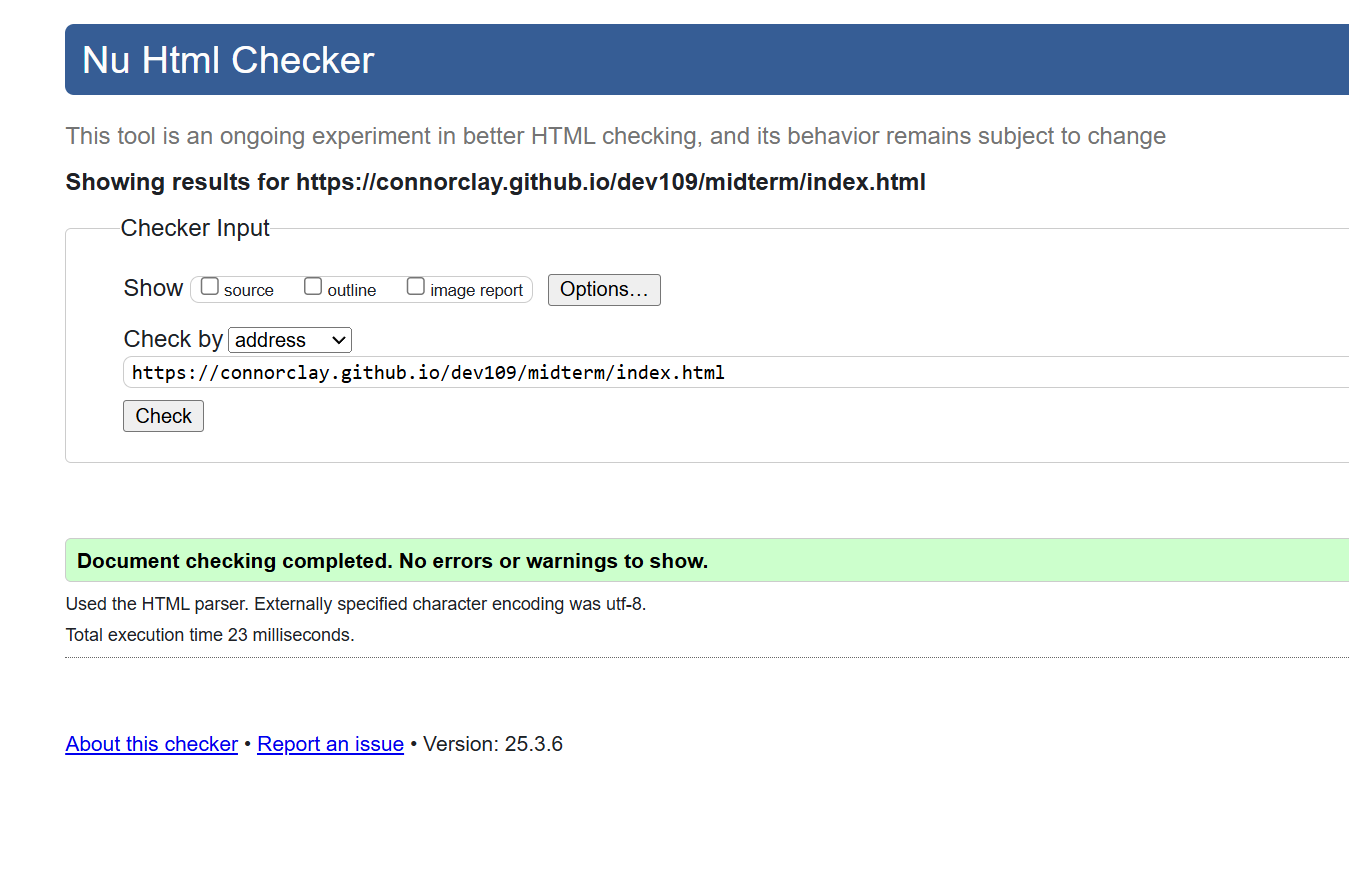 Nu Html Checker
This tool is an ongoing experiment in better HTML checking, and its behavior remains subject to change
Showing results for https://connorclay.github.io/dev109/midterm/index.html
Checker Input
Show source outline image report Options…
Check by address
https://connorclay.github.io/dev109/midterm/index.html
Check
Document checking completed. No errors or warnings to show.
Used the HTML parser. Externally specified character encoding was utf-8.
Total execution time 23 milliseconds.
About this checker • Report an issue • Version: 25.3.6